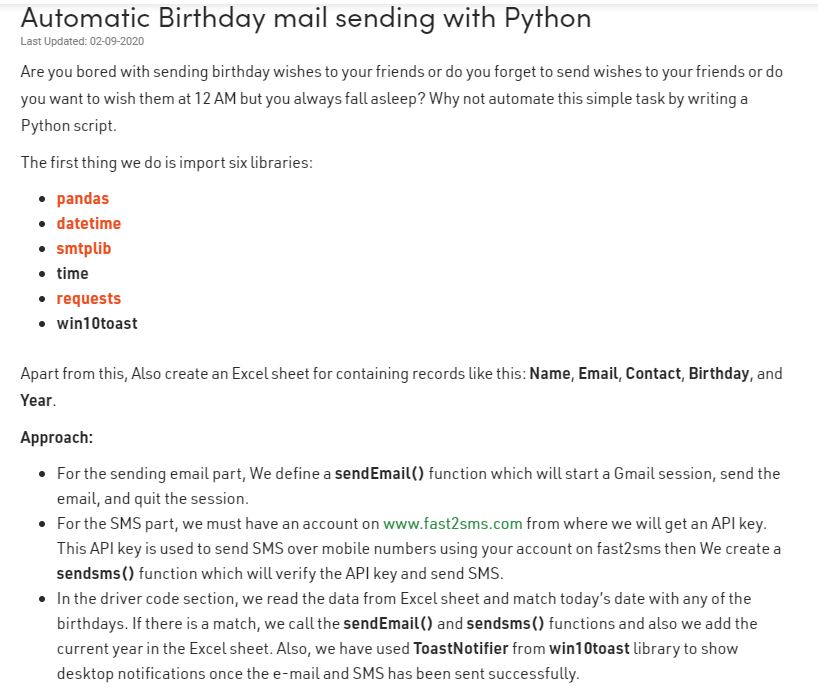 Automatic Birthday mail sending with Python
Last Updated: 02-09-2020
Are you bored with sending birthday wishes to your friends or do you forget to send wishes to your friends or do
you want to wish them at 12 AM but you always fall asleep? Why not automate this simple task by writing a
Python script.
The first thing we do is import six libraries:
• pandas
• datetime
• smtplib
• time
• requests
• win10toast
Apart from this, Also create an Excel sheet for containing records like this: Name, Email, Contact, Birthday, and
Year.
Approach:
• For the sending email part, We define a sendEmail() function which will start a Gmail session, send the
email, and quit the session.
• For the SMS part, we must have an account on www.fast2sms.com from where we will get an API key.
This API key is used to send SMS over mobile numbers using your account on fast2sms then We create a
sendsms() function which will verify the API key and send SMS.
• In the driver code section, we read the data from Excel sheet and match today's date with any of the
birthdays. If there is a match, we call the sendEmail() and sendsms() functions and also we add the
current year in the Excel sheet. Also, we have used ToastNotifier from win10toast library to show
desktop notifications once the e-mail and SMS has been sent successfully.